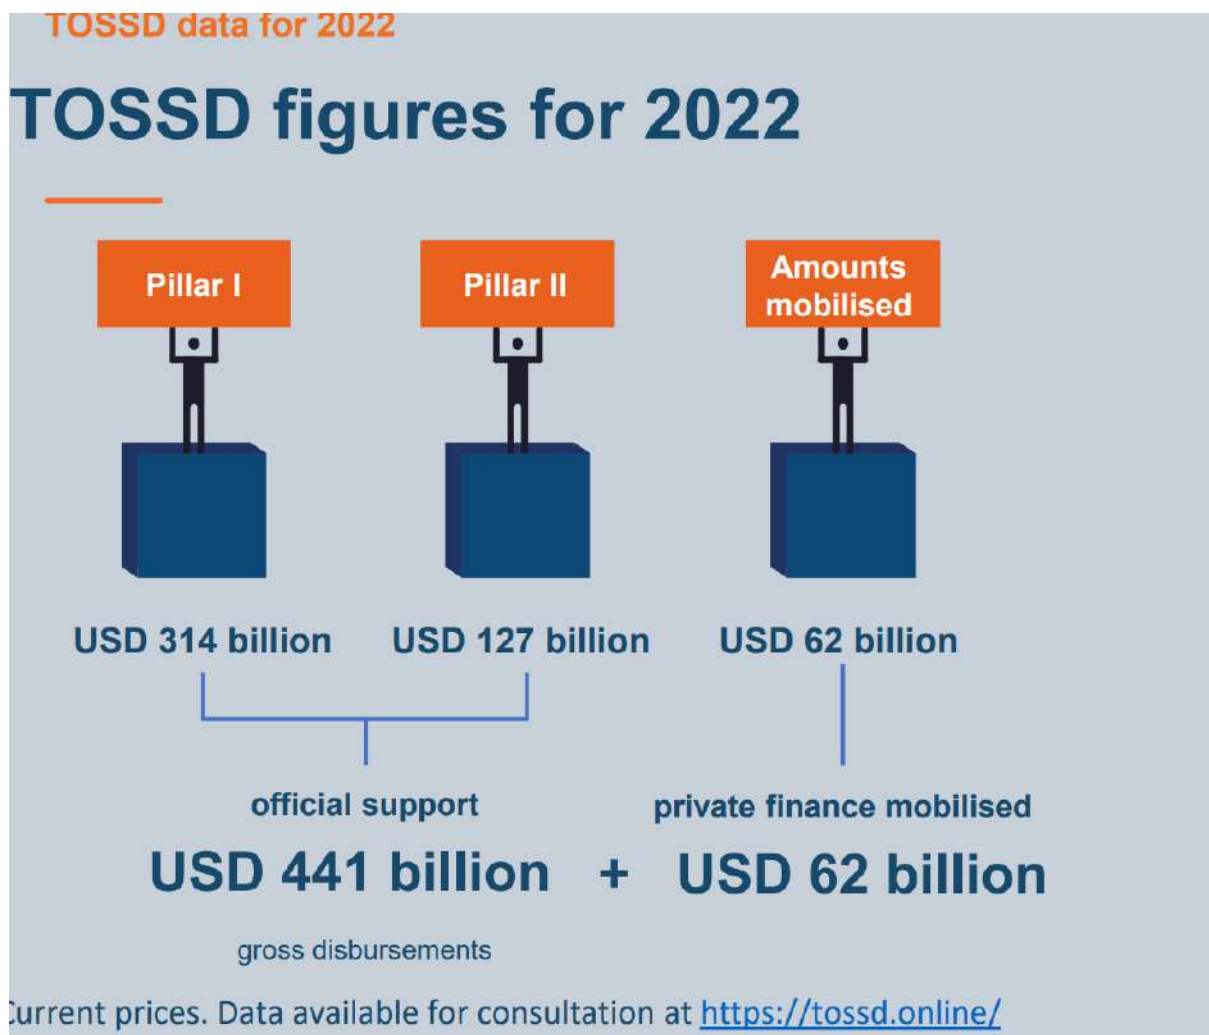 TOSSD data for 2022
TOSSD figures for 2022
Pillar I
Pillar II
Amounts
mobilised
USD 314 billion
USD 127 billion
USD 62 billion
official support
private finance mobilised
USD 441 billion + USD 62 billion
gross disbursements
Current prices. Data available for consultation at https://tossd.online/